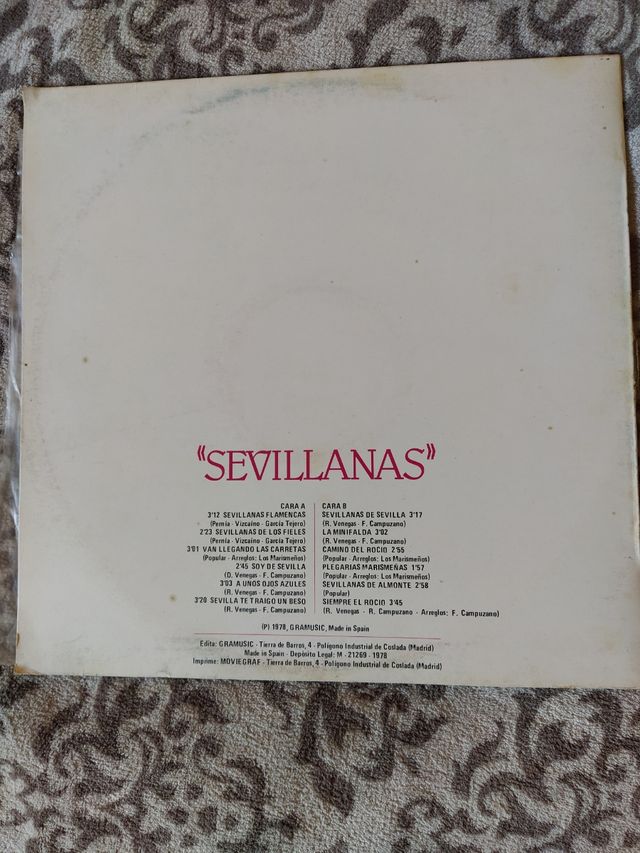 "SEVILLANAS"
CARA A
3'12 SEVILLANAS FLAMENCAS
(Pernía - Vizcaíno - García Tejero)
2'23 SEVILLANAS DE LOS FIELES
(Pernía - Vizcaíno - García Tejero)
3'01 VAN LLEGANDO LAS CARRETAS
(Popular - Arreglos: Los Marismeños)
2'45 SOY DE SEVILLA
(D. Venegas - F. Campuzano)
3'03 A UNOS OJOS AZULES
(R. Venegas - F. Campuzano)
3'20 SEVILLA TE TRAIGO UN BESO
(R. Venegas - F. Campuzano)
CARA B
SEVILLANAS DE SEVILLA 3'17
(R. Venegas - F. Campuzano)
LA MINIFALDA 3'02
(R. Venegas - F. Campuzano)
CAMINO DEL ROCIO 2'55
(Popular - Arreglos: Los Marismeños)
PLEGARIAS MARISMEÑAS 1'57
(Popular - Arreglos: Los Marismeños)
SEVILLANAS DE ALMONTE 2'58
(Popular)
SIEMPRE EL ROCIO 3'45
(R. Venegas - R. Campuzano - Arreglos: F. Campuzano)
(P) 1978, GRAMUSIC, Made in Spain
Edita: GRAMUSIC - Tierra de Barros, 4 - Polígono Industrial de Coslada (Madrid)
Made in Spain - Depósito Legal: M - 21269 - 1978
Imprime: MOVIEGRAF - Tierra de Barros, 4 - Polígono Industrial de Coslada (Madrid)